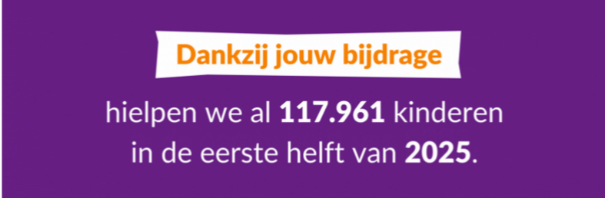 Dankzij jouw bijdrage
hielpen we al 117.961 kinderen
in de eerste helft van 2025.